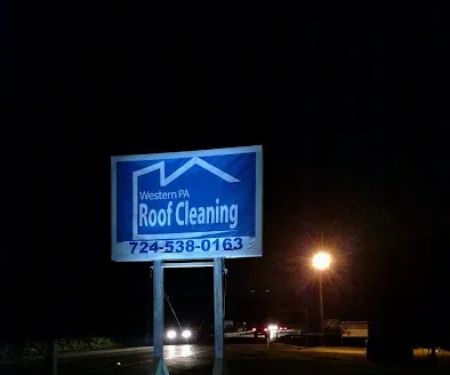 Western PA
Roof Cleaning
724-538-0163